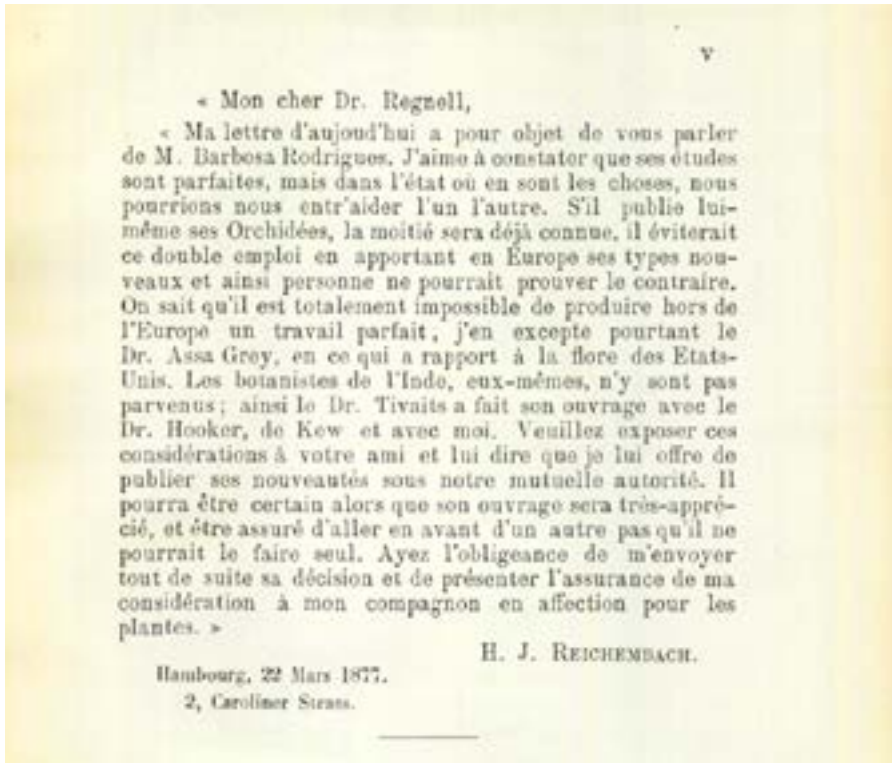 v
« Mon cher Dr. Regnell,
« Ma lettre d'aujoud'hui a pour objet de vous parler
de M. Barbosa Rodrigues. J'aime à constater que ses études
sont parfaites, mais dans l'état où en sont les choses, nous
pourrions nous entr'aider l'un l'autre. S'il publie lui-
même ses Orchidées, la moitié sera déjà connue, il éviterait
ce double emploi en apportant en Europe ses types nou-
veaux et ainsi personne ne pourrait prouver le contraire.
On sait qu'il est totalement impossible de produire hors de
l'Europe un travail parfait, j'en excepte pourtant le
Dr. Assa Grey, en ce qui a rapport à la flore des Etats-
Unis. Les botanistes de l'Inde, eux-mêmes, n'y sont pas
parvenus; ainsi le Dr. Tivaits a fait son ouvrage avec le
Dr. Hooker, de Kew et avec moi. Veuillez exposer ces
considérations à votre ami et lui dire que je lui offre de
publier ses nouveautés sous notre mutuelle autorité. Il
pourra être certain alors que son ouvrage sera très-appré-
cié, et être assuré d'aller en avant d'un autre pas qu'il ne
pourrait le faire seul. Ayez l'obligeance de m'envoyer
tout de suite sa décision et de présenter l'assurance de ma
considération à mon compagnon en affection pour les
plantes. »
H. J. REICHEMBACH.
Hambourg, 22 Mars 1877.
2, Caroliner Strass.